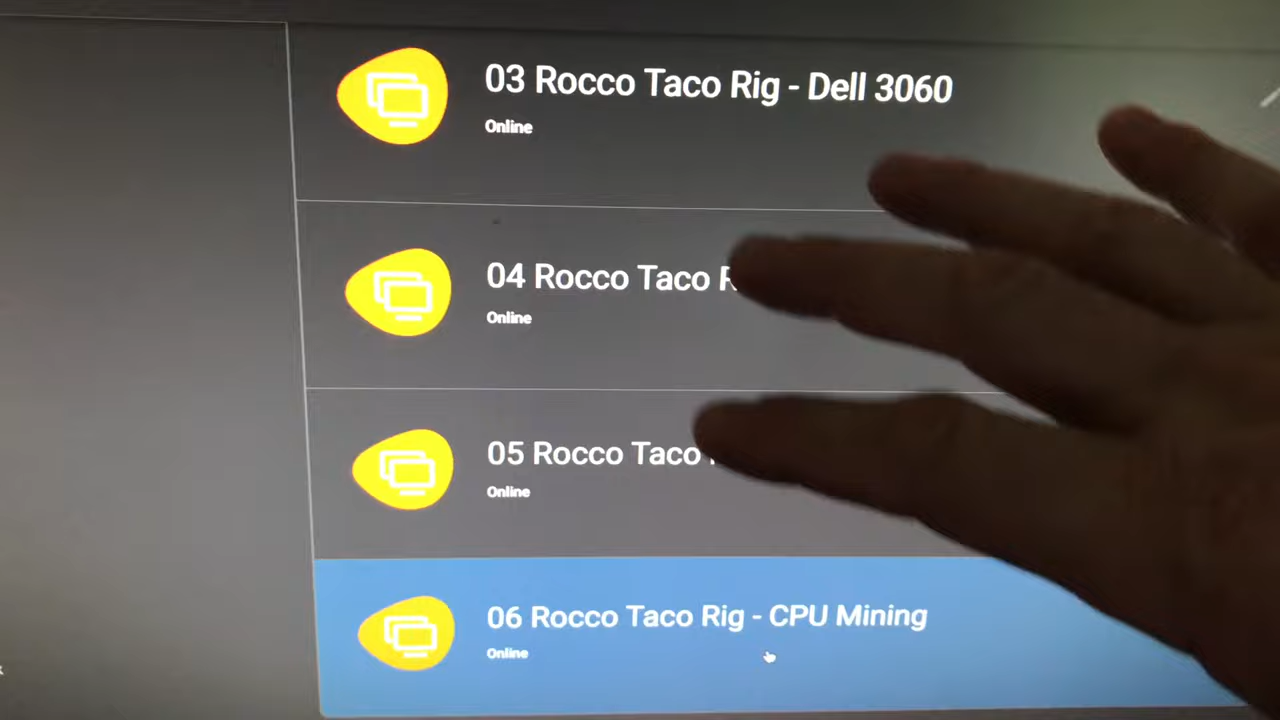 03 Rocco Taco Rig - Dell 3060
Online
04 Rocco Taco
Online
05 Rocco Taco
Online
06 Rocco Taco Rig - CPU Mining
Online